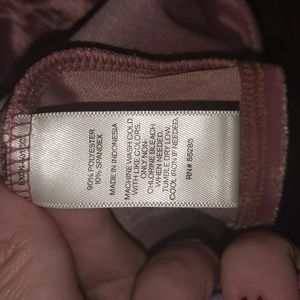 90% POLYESTER
10% SPANDEX
MADE IN INDONESIA
MACHINE WASH COLD
WITH LIKE COLORS
ONLY NON-
CHLORINE BLEACH
WHEN NEEDED.
TUMBLE DRY LOW.
COOL IRON IF NEEDED.
RN# 55285